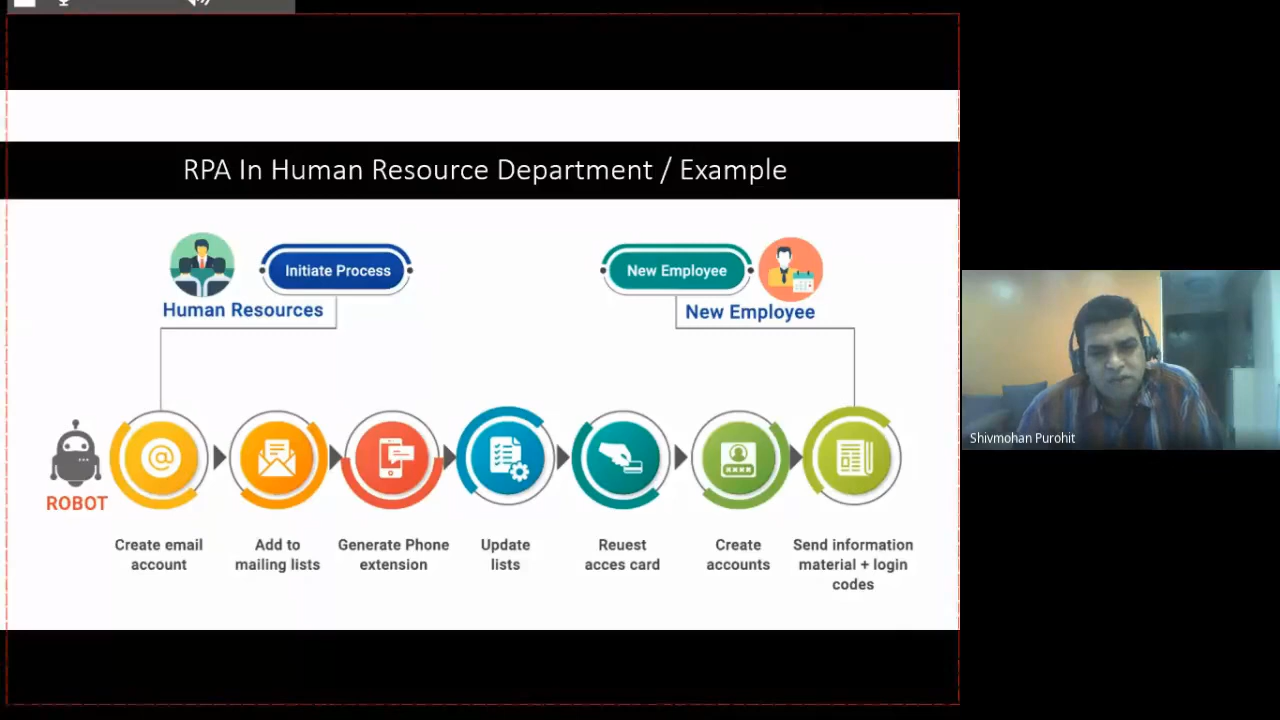 RPA In Human Resource Department / Example
Initiate Process
New Employee
Human Resources
New Employee
ROBOT
Create email
account
Add to
mailing lists
Generate Phone
extension
Update
lists
Reuest
acces card
Create
accounts
Send information
material + login
codes
Shivmohan Purohit